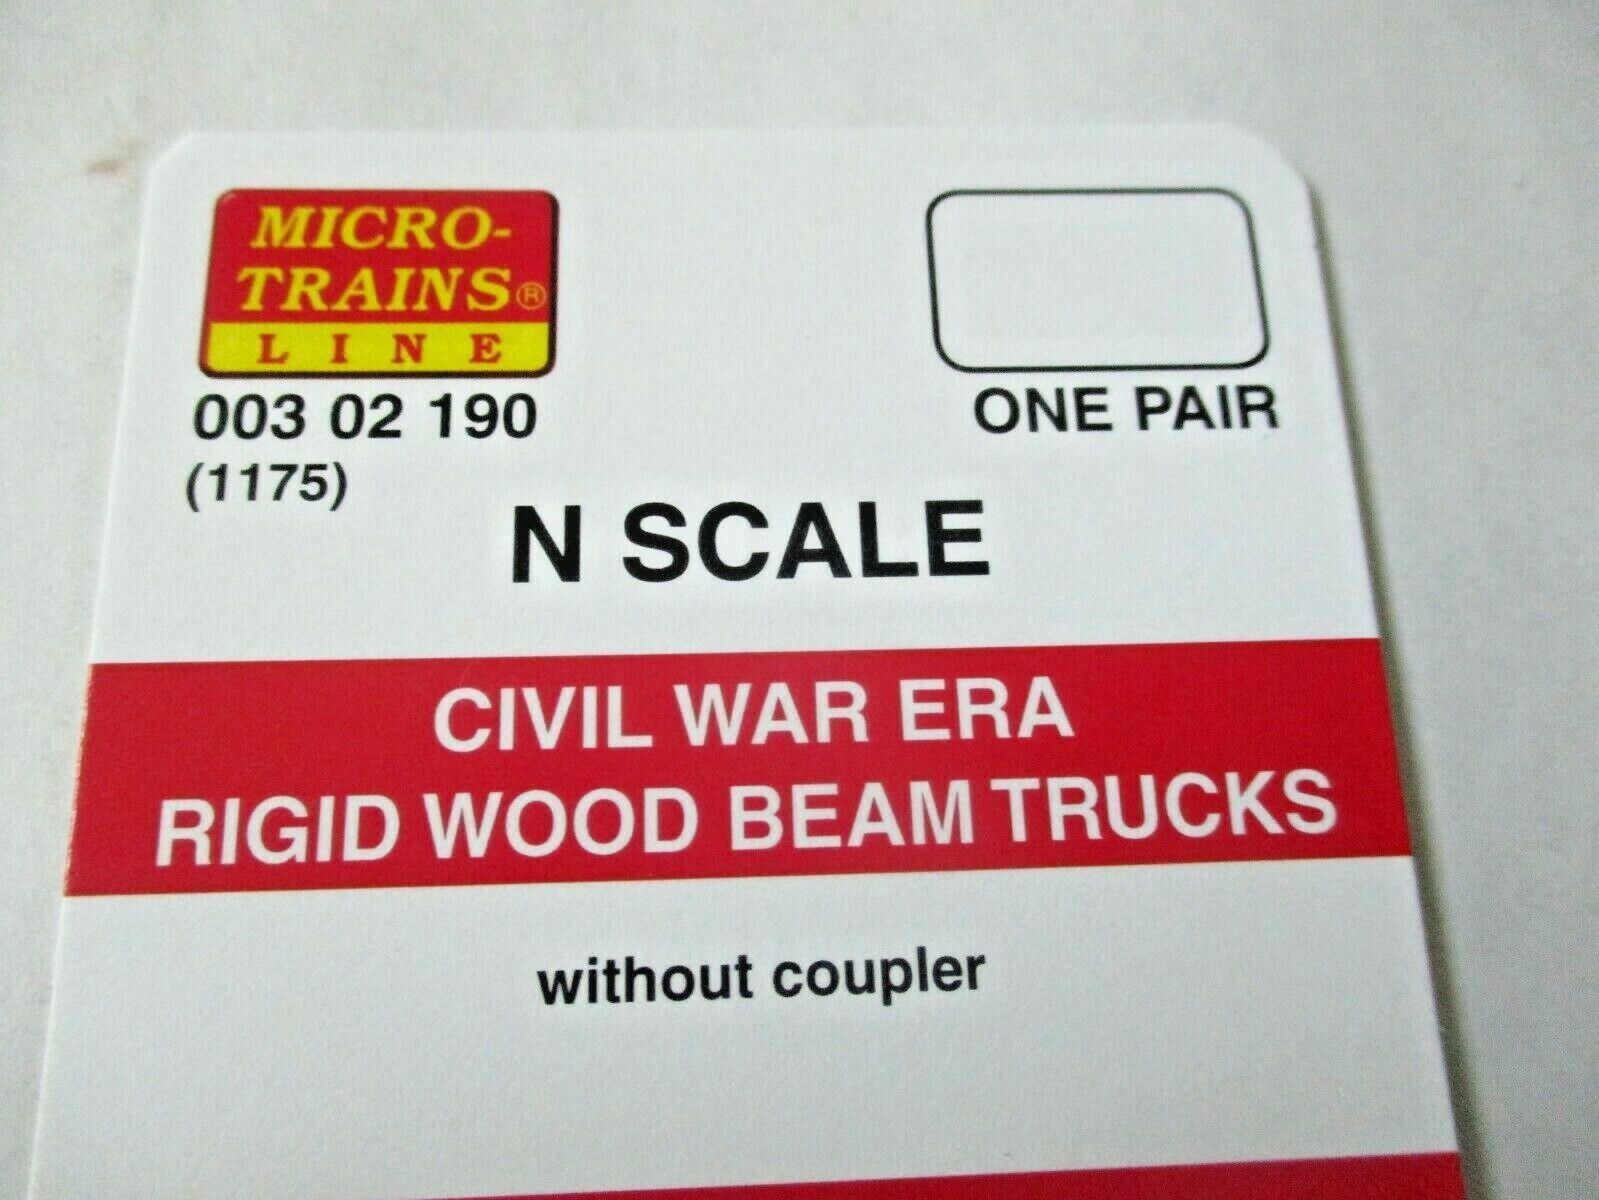 MICRO-
TRAINS®
LINE
003 02 190
(1175)
ONE PAIR
N SCALE
CIVIL WAR ERA
RIGID WOOD BEAM TRUCKS
without coupler